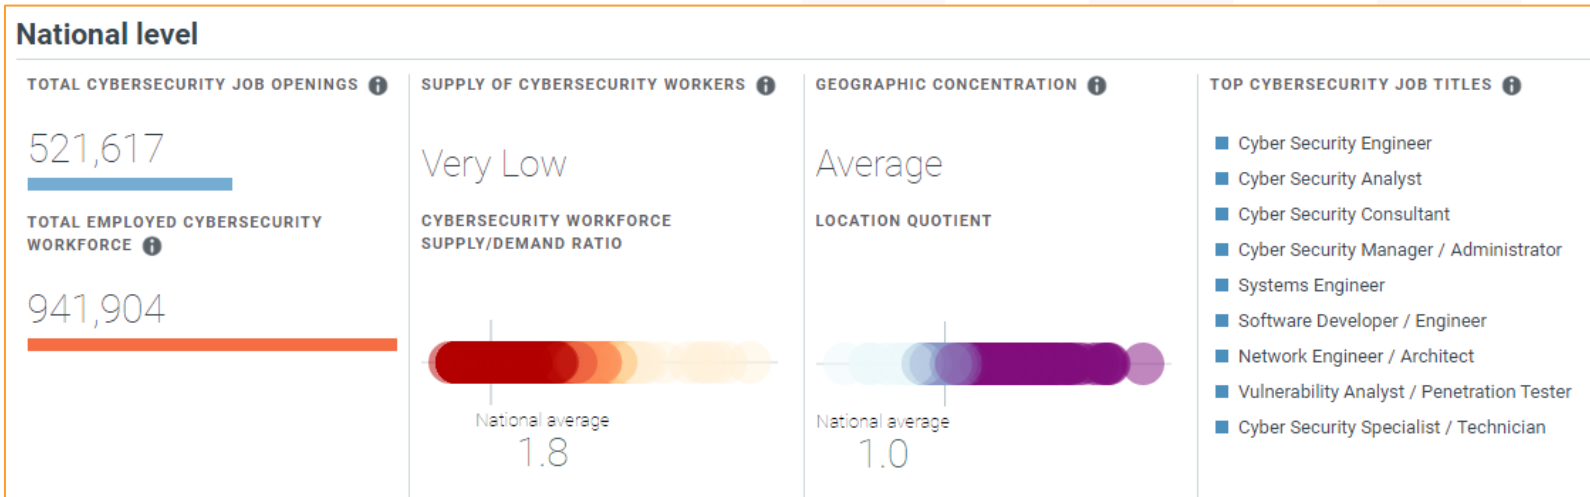 National level
TOTAL CYBERSECURITY JOB OPENINGS
521,617
TOTAL EMPLOYED CYBERSECURITY
WORKFORCE
941,904
SUPPLY OF CYBERSECURITY WORKERS
Very Low
CYBERSECURITY WORKFORCE
SUPPLY/DEMAND RATIO
National average
1.8
GEOGRAPHIC CONCENTRATION
Average
LOCATION QUOTIENT
National average
1.0
TOP CYBERSECURITY JOB TITLES
Cyber Security Engineer
Cyber Security Analyst
Cyber Security Consultant
Cyber Security Manager / Administrator
Systems Engineer
Software Developer / Engineer
Network Engineer / Architect
Vulnerability Analyst / Penetration Tester
Cyber Security Specialist / Technician